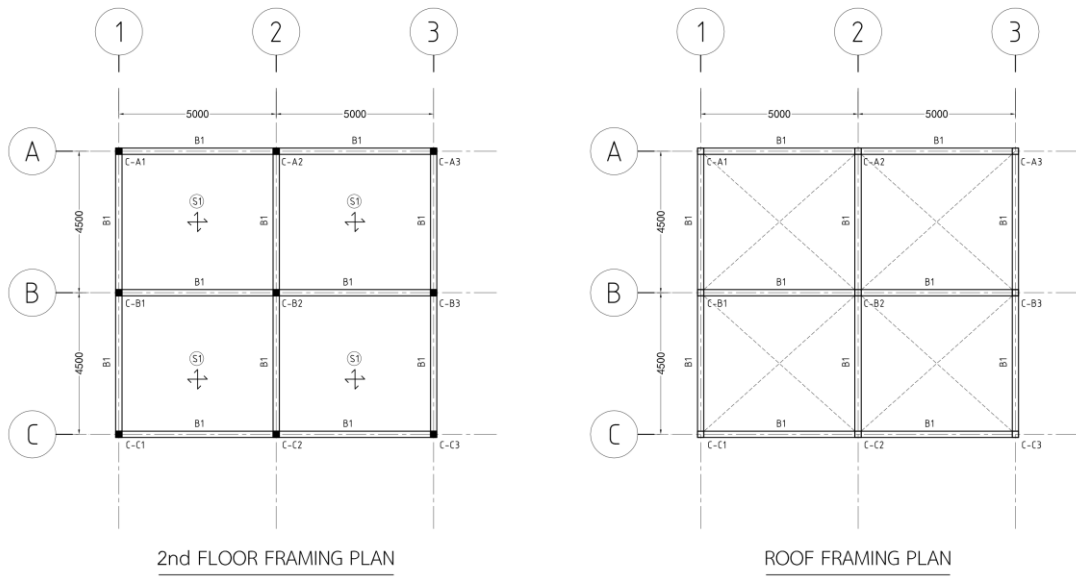 1 2 3
5000 5000
B1 B1
A
C-A1 C-A2 C-A3
S1 S1
4500 B1 B1 B1
B1 B1
B
C-B1 C-B2 C-B3
S1 S1
4500 B1 B1 B1
B1 B1
C
C-C1 C-C2 C-C3
2nd FLOOR FRAMING PLAN
1 2 3
5000 5000
B1 B1
A
C-A1 C-A2 C-A3
4500 B1 B1 B1
B1 B1
B
C-B1 C-B2 C-B3
4500 B1 B1 B1
B1 B1
C
C-C1 C-C2 C-C3
ROOF FRAMING PLAN